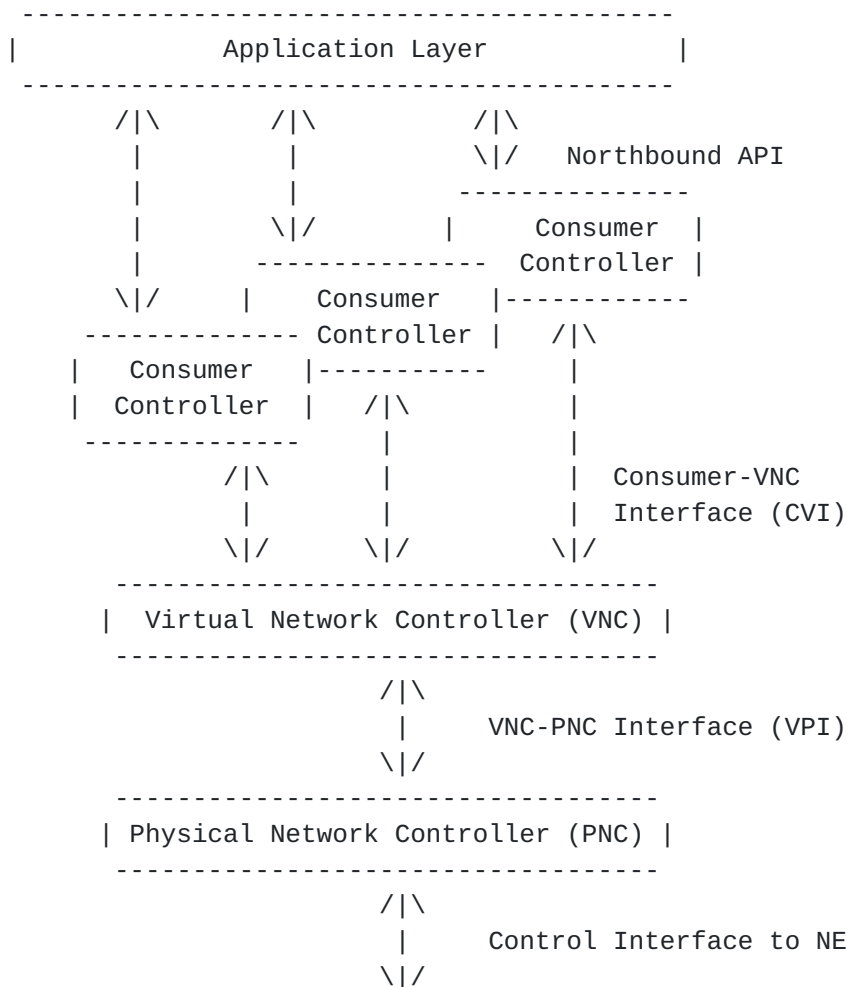 Application Layer
Northbound API
Consumer
Controller
Consumer
Controller
Consumer
Controller
Consumer-VNC
Interface (CVI)
Virtual Network Controller (VNC)
VNC-PNC Interface (VPI)
Physical Network Controller (PNC)
Control Interface to NE